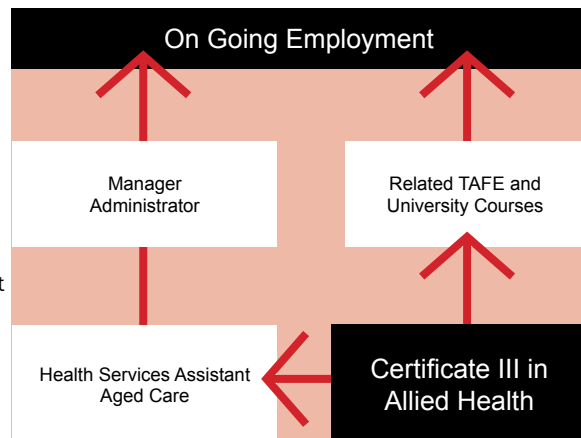 On Going Employment
Manager
Administrator
Related TAFE and
University Courses
t
Health Services Assistant
Aged Care
Certificate III in
Allied Health